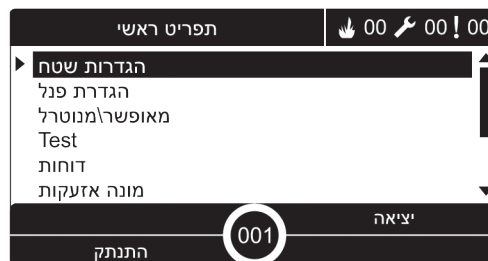 תפריט ראשי
00 00 ! 00
הגדרות שטח
הגדרת פנל
מאופשר\מנוטרל
Test
דוחות
מונה אזעקות
יציאה
001
התנתק